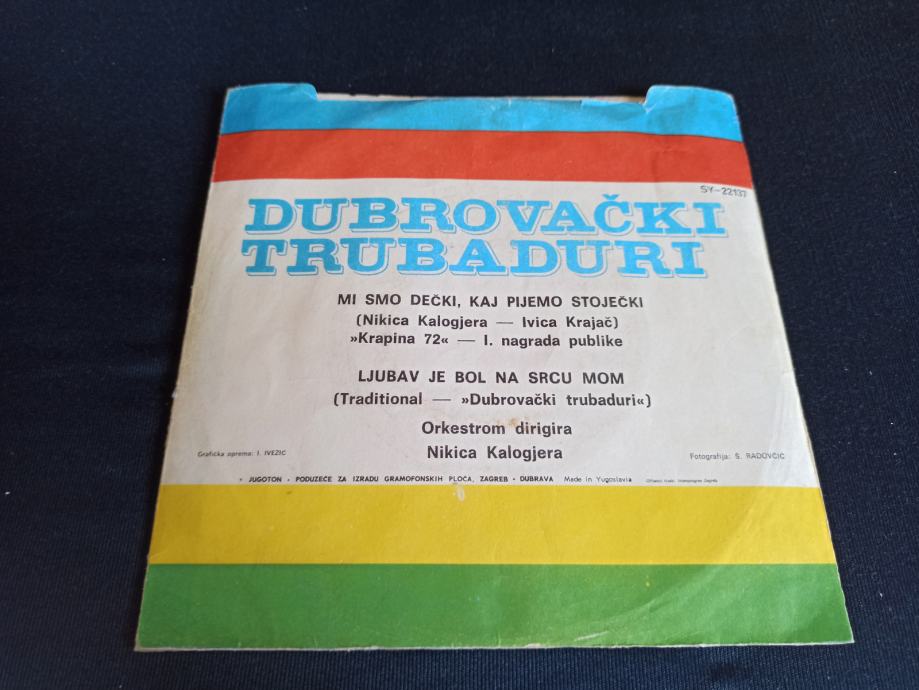 SY-22137
DUBROVAČKI
TRUBADURI
MI SMO DEČKI, KAJ PIJEMO STOJEČKI
(Nikica Kalogjera — Ivica Krajač)
»Krapina 72« — I. nagrada publike
LJUBAV JE BOL NA SRCU MOM
(Traditional — »Dubrovački trubaduri«)
Orkestrom dirigira
Nikica Kalogjera
Grafička oprema: I. IVEZIĆ
Fotografija: S. RADOVČIĆ
JUGOTON - PODUZEĆE ZA IZRADU GRAMOFONSKIH PLOČA, ZAGREB - DUBRAVA Made in Yugoslavia